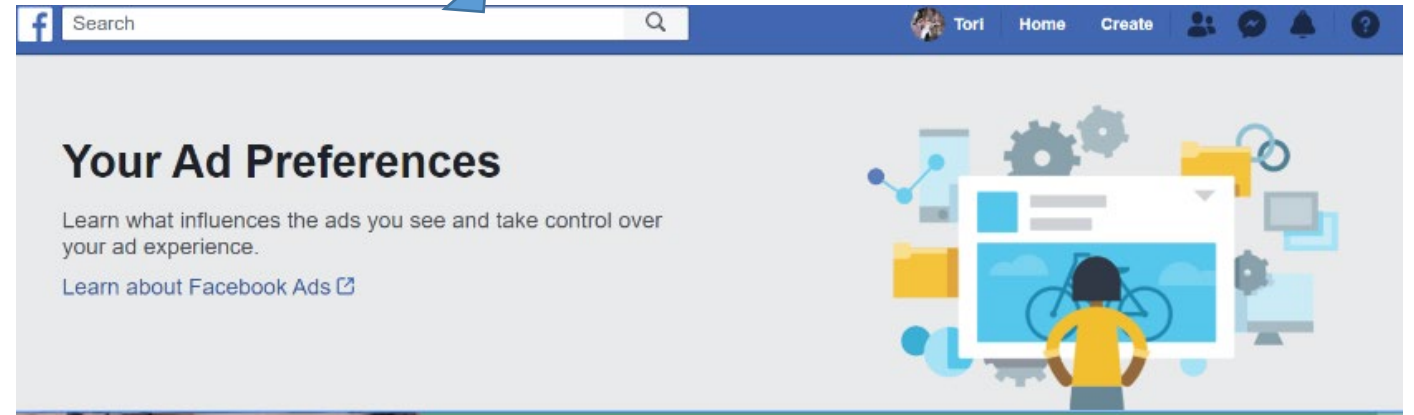 f Search Tori Home Create
Your Ad Preferences
Learn what influences the ads you see and take control over
your ad experience.
Learn about Facebook Ads